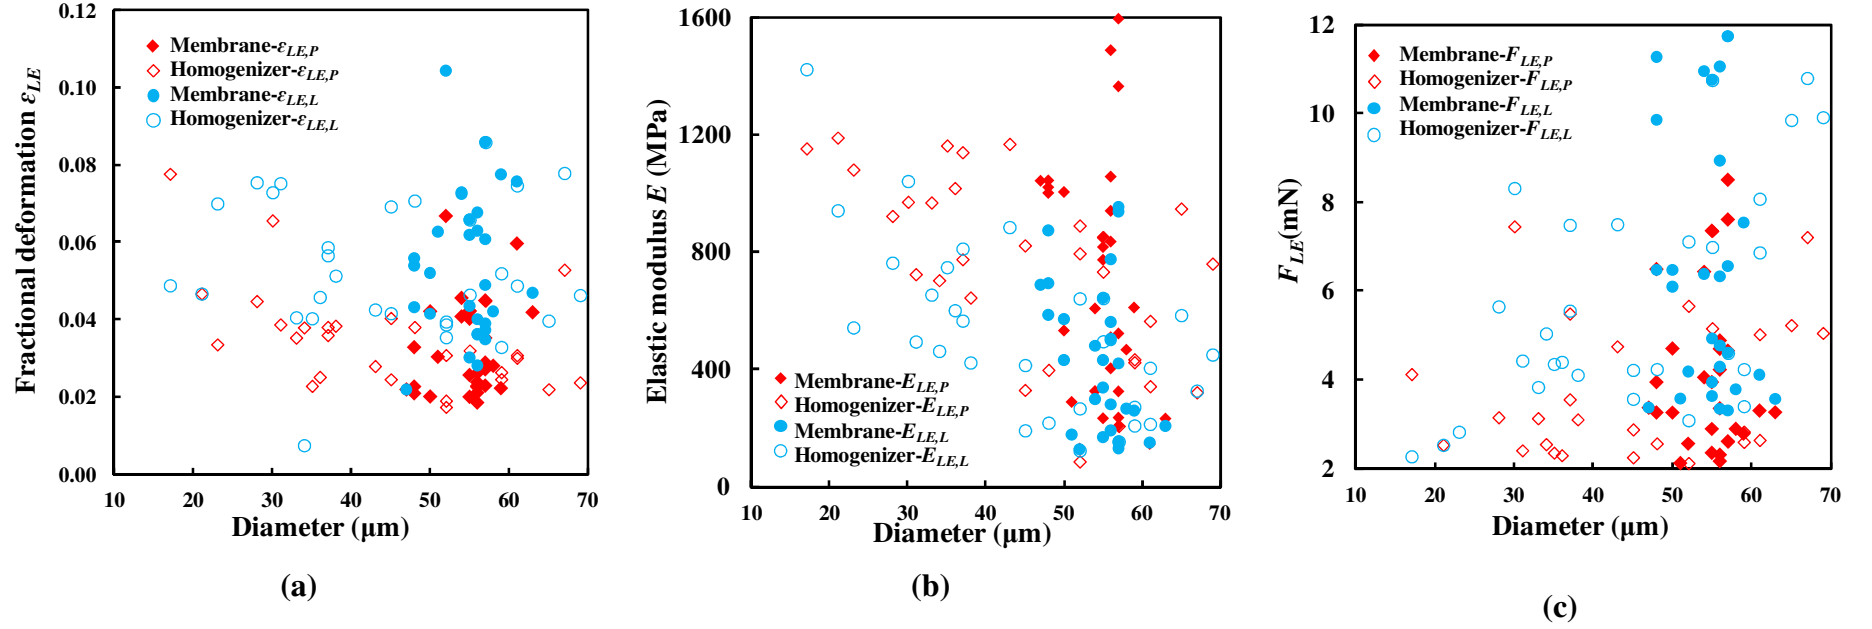 0.12
0.10
0.08
0.06
0.04
0.02
0.00
Fractional deformation εLE
Membrane-εLE,P
Homogenizer-εLE,P
Membrane-εLE,L
Homogenizer-εLE,L
10 20 30 40 50 60 70
Diameter (μm)
(a)
1600
1200
800
400
0
Elastic modulus E (MPa)
Membrane-ELE,P
Homogenizer-ELE,P
Membrane-ELE,L
Homogenizer-ELE,L
10 20 30 40 50 60 70
Diameter (μm)
(b)
12
10
8
6
4
2
FLE(mN)
Membrane-FLE,P
Homogenizer-FLE,P
Membrane-FLE,L
Homogenizer-FLE,L
10 20 30 40 50 60 70
Diameter (μm)
(c)